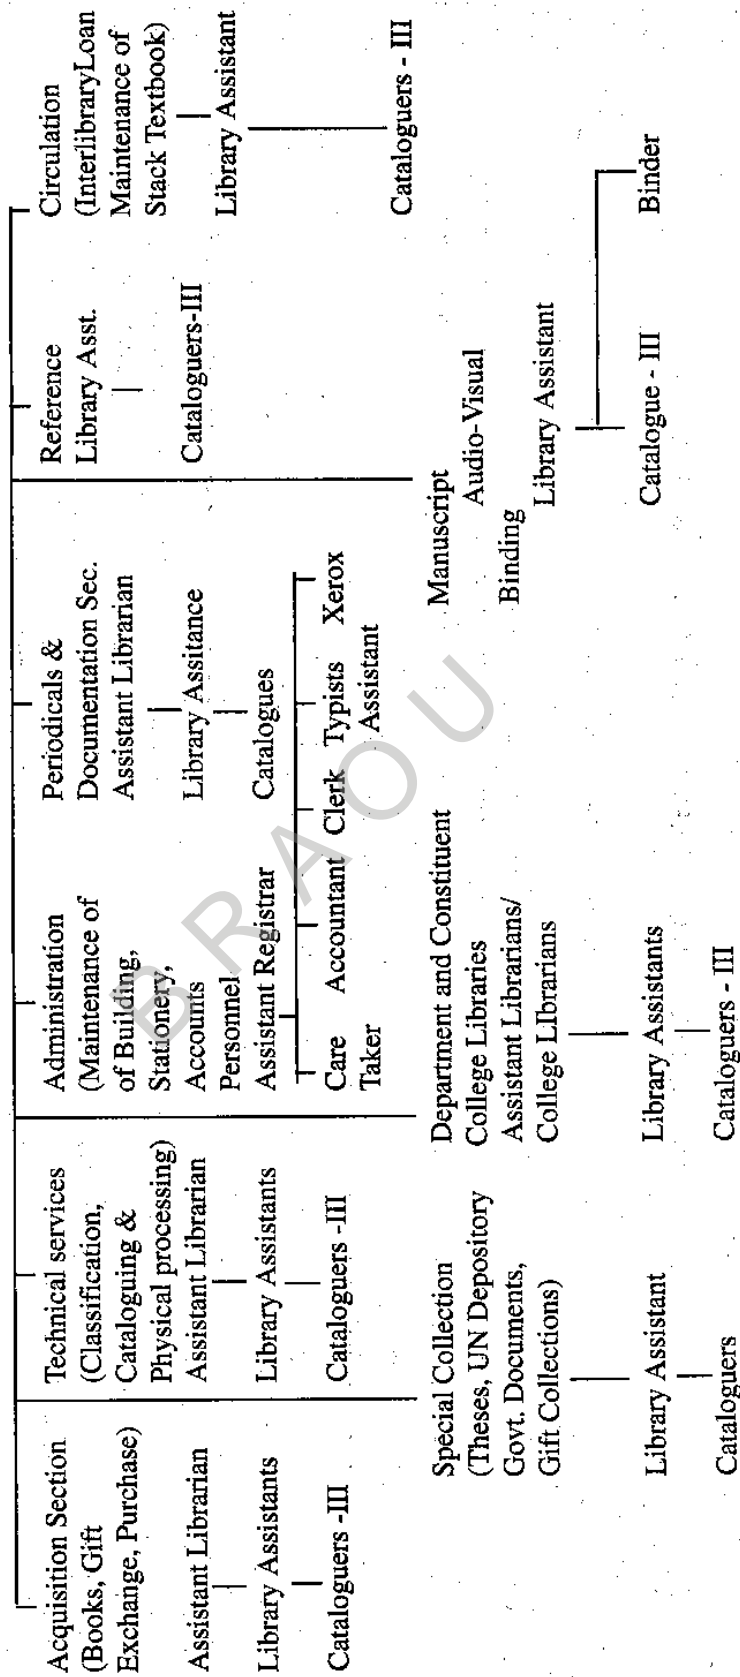 Acquisition Section
(Books, Gift
Exchange, Purchase)
Assistant Librarian
Library Assistants
Cataloguers -III
Technical services
(Classification,
Cataloguing &
Physical processing)
Assistant Librarian
Library Assistants
Cataloguers -III
Administration
(Maintenance of
of Building,
Stationery,
Accounts
Personnel
Assistant Registrar
Care
Taker
Accountant
Clerk
Typists
Assistant
Xerox
Periodicals &
Documentation Sec.
Assistant Librarian
Library Assitance
Catalogues
Reference
Library Asst.
Cataloguers-III
Circulation
(InterlibraryLoan
Maintenance of
Stack Textbook)
Library Assistant
Cataloguers - III
Special Collection
(Theses, UN Depository
Govt. Documents,
Gift Collections)
Library Assistant
Cataloguers
Department and Constituent
College Libraries
Assistant Librarians/
College LIbrarians
Library Assistants
Cataloguers - III
Manuscript
Audio-Visual
Binding
Library Assistant
Catalogue - III
Binder
BRAOU